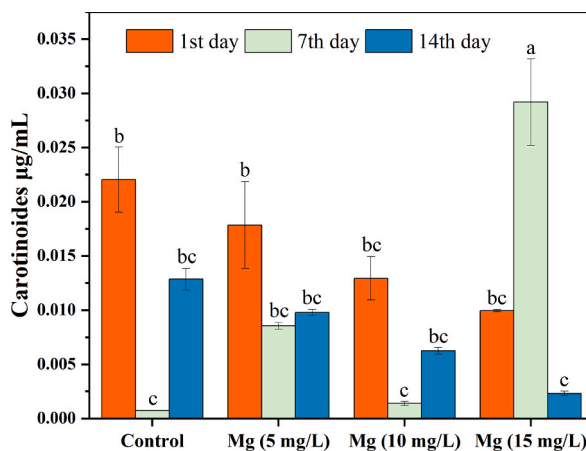 1st day 7th day 14th day
Carotinoides µg/mL
0.035
0.030
0.025
0.020
0.015
0.010
0.005
0.000
b c bc
b bc bc
bc c bc
bc a c
Control Mg (5 mg/L) Mg (10 mg/L) Mg (15 mg/L)